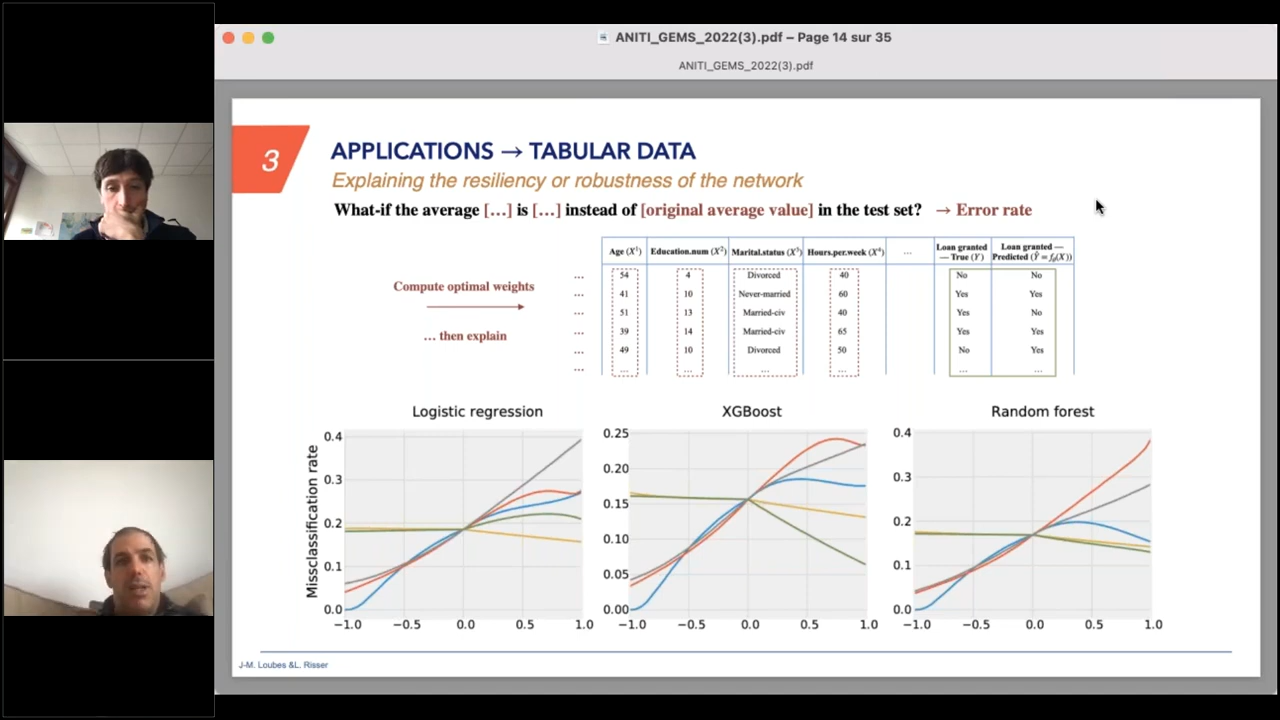 ANITI_GEMS_2022(3).pdf – Page 14 sur 35
ANITI_GEMS_2022(3).pdf
3
APPLICATIONS → TABULAR DATA
Explaining the resiliency or robustness of the network
What-if the average [...] is [...] instead of [original average value] in the test set? → Error rate
Compute optimal weights
... then explain
Age (X¹) Education.num (X²) Marital.status (X³) Hours.per.week (X⁴) ... Loan granted — True (Y) Loan granted — Predicted (Ŷ = f_θ(X))
... 54 4 Divorced 40 No No
... 41 10 Never-married 60 Yes Yes
... 51 13 Married-civ 40 Yes No
... 39 14 Married-civ 65 Yes Yes
... 49 10 Divorced 50 No Yes
... ... ... ... ... ... ...
Logistic regression
Missclassification rate
0.4
0.3
0.2
0.1
0.0
−1.0 −0.5 0.0 0.5 1.0
XGBoost
0.25
0.20
0.15
0.10
0.05
0.00
−1.0 −0.5 0.0 0.5 1.0
Random forest
0.4
0.3
0.2
0.1
0.0
−1.0 −0.5 0.0 0.5 1.0
J-M. Loubes &L. Risser